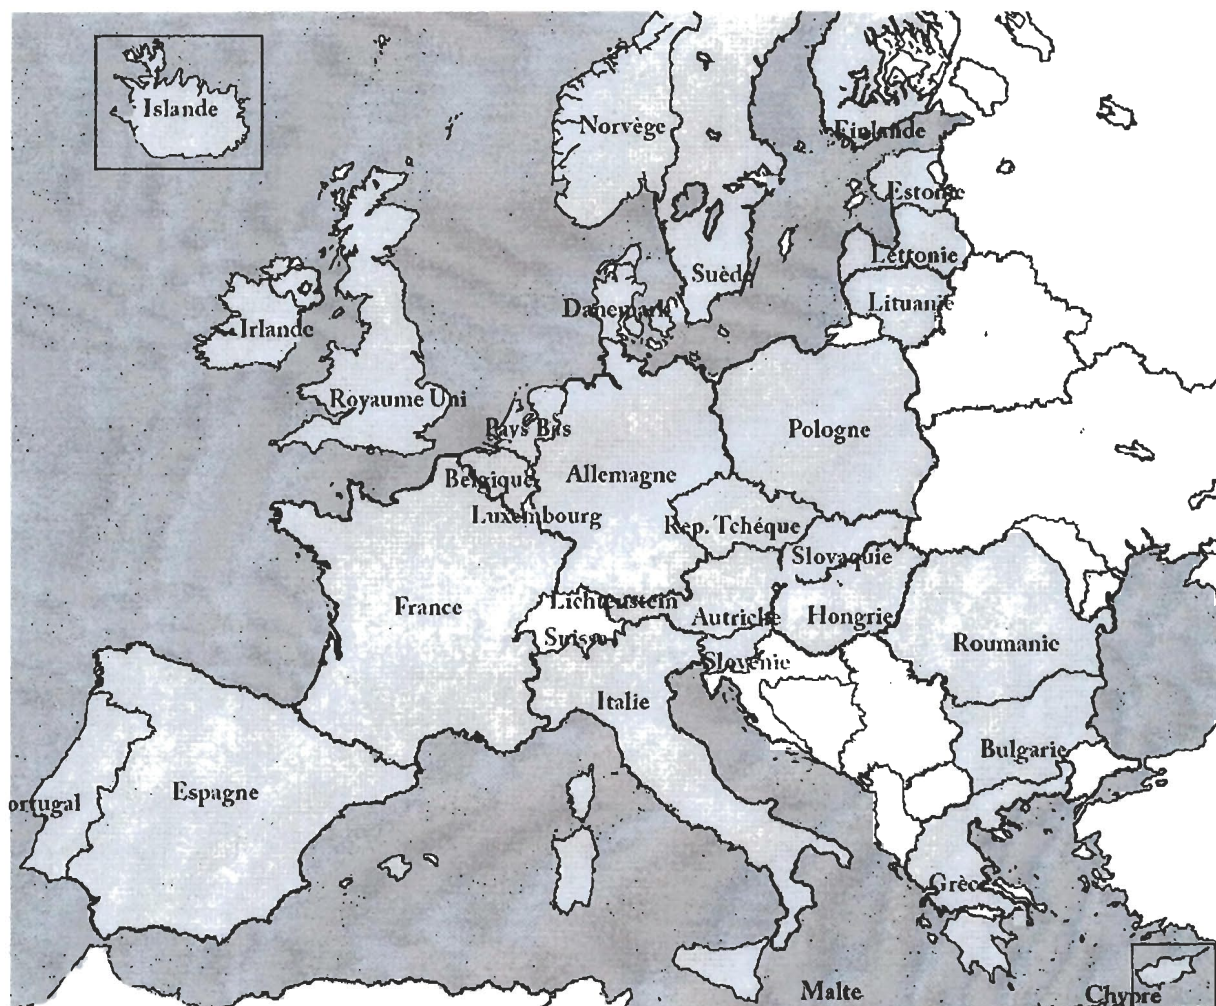 Islande
Norvège
Finlande
Estonie
Lettonie
Suède
Lituanie
Danemark
Irlande
Royaume Uni
Pays Bas
Pologne
Belgique
Allemagne
Luxembourg
Rep. Tchéque
Slovaquie
Lichtenstein
France
Autriche
Hongrie
Suisse
Roumanie
Slovénie
Italie
Bulgarie
Espagne
ortugal
Grèce
Malte
Chypre